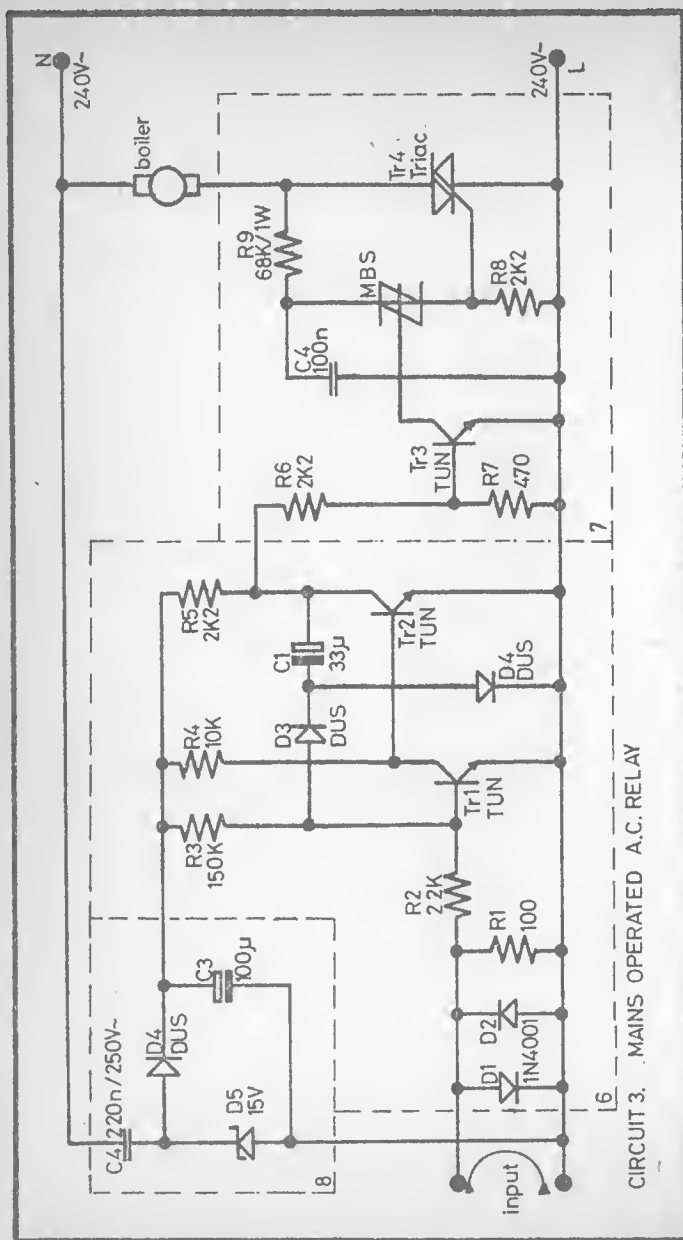 N
240V~
boiler
R9
68K/1W
Tr4
Triac
C4
100n
MBS
R8
2K2
240V~
L
R6
2K2
Tr3
TUN
R7
470
7
R5
2K2
C1
33µ
Tr2
TUN
R4
10K
D3
DUS
D4
DUS
R3
150K
Tr1
TUN
R2
22K
R1
100
C4 220n/250V~
D4
DUS
C3
100µ
D5
15V
8
D2
D1
1N4001
6
input
CIRCUIT 3. MAINS OPERATED A.C. RELAY